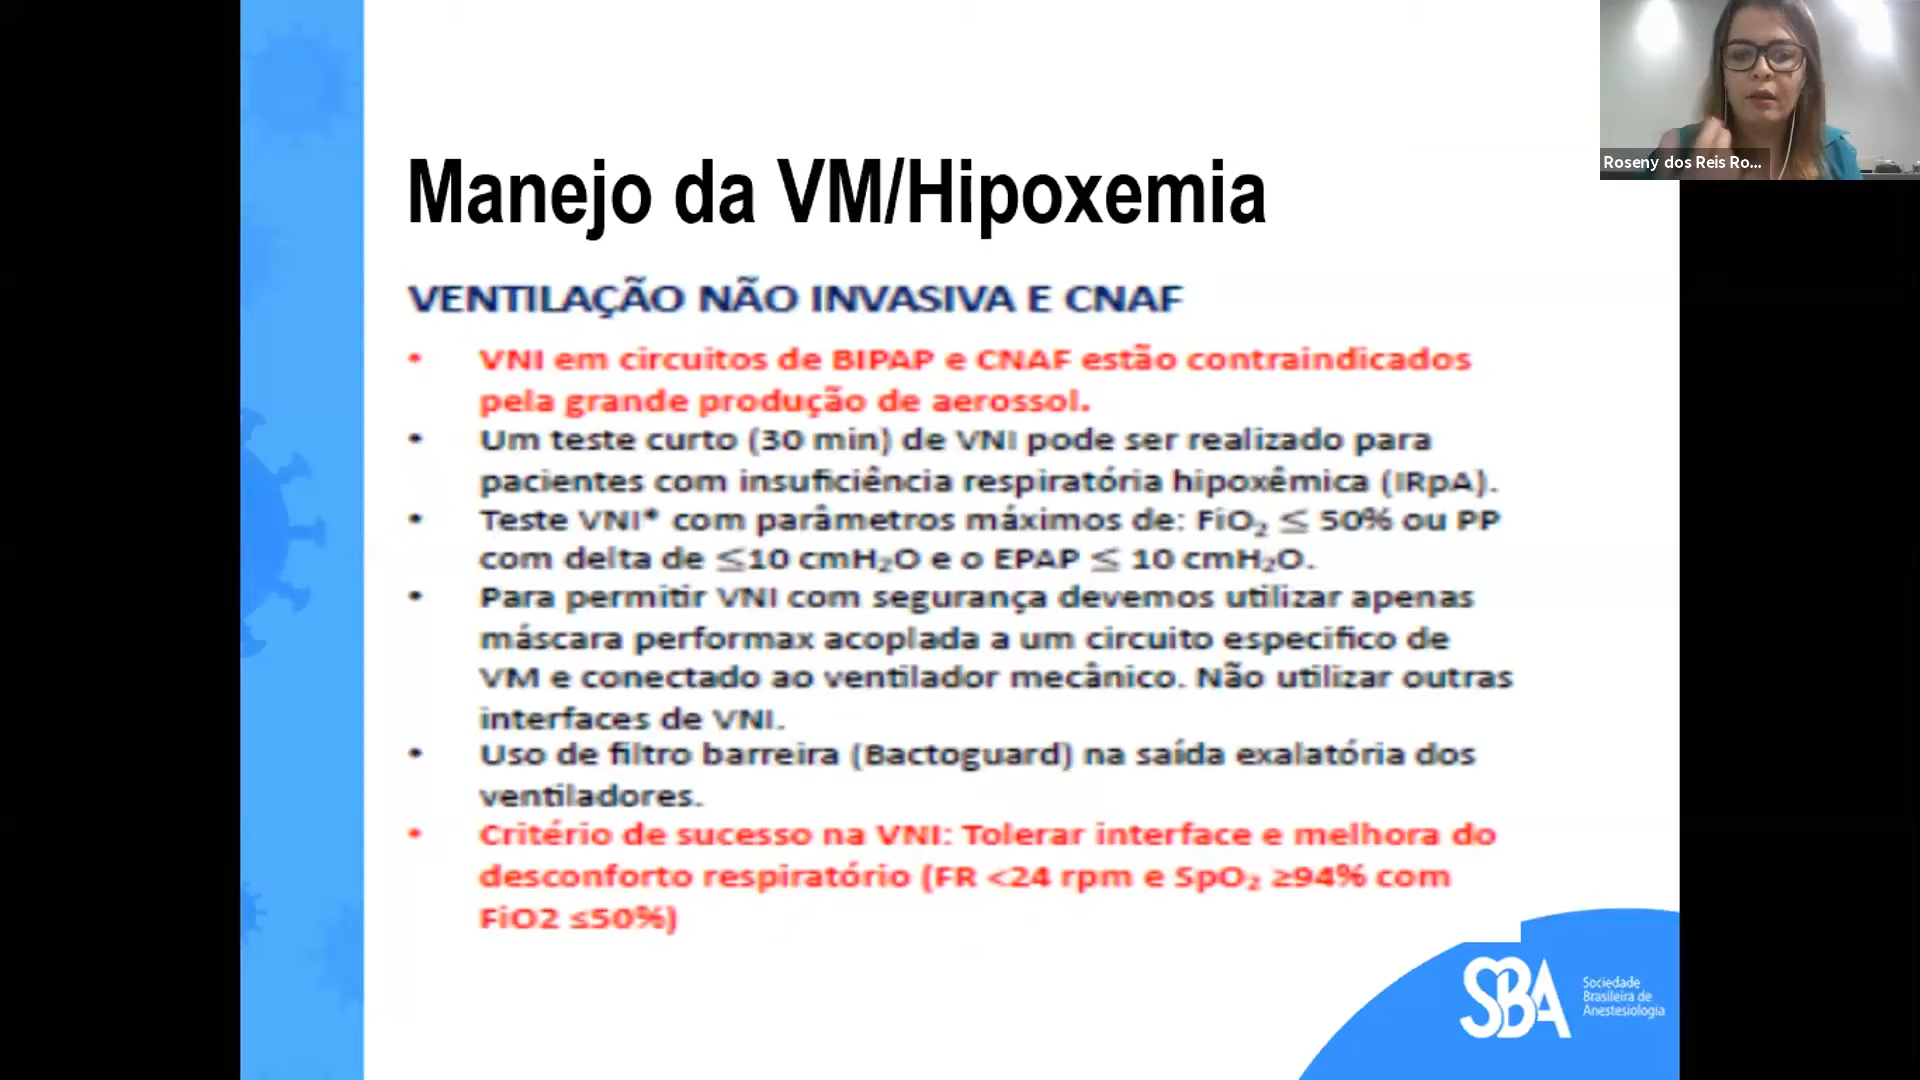 Roseny dos Reis Ro...
Manejo da VM/Hipoxemia
VENTILAÇÃO NÃO INVASIVA E CNAF
• VNI em circuitos de BIPAP e CNAF estão contraindicados
pela grande produção de aerossol.
• Um teste curto (30 min) de VNI pode ser realizado para
pacientes com insuficiência respiratória hipoxêmica (IRpA).
• Teste VNI* com parâmetros máximos de: FiO₂ ≤ 50% ou PP
com delta de ≤10 cmH₂O e o EPAP ≤ 10 cmH₂O.
• Para permitir VNI com segurança devemos utilizar apenas
máscara performax acoplada a um circuito especifico de
VM e conectado ao ventilador mecânico. Não utilizar outras
interfaces de VNI.
• Uso de filtro barreira (Bactoguard) na saída exalatória dos
ventiladores.
• Critério de sucesso na VNI: Tolerar interface e melhora do
desconforto respiratório (FR <24 rpm e SpO₂ ≥94% com
FiO2 ≤50%)
SBA
Sociedade
Brasileira de
Anestesiologia